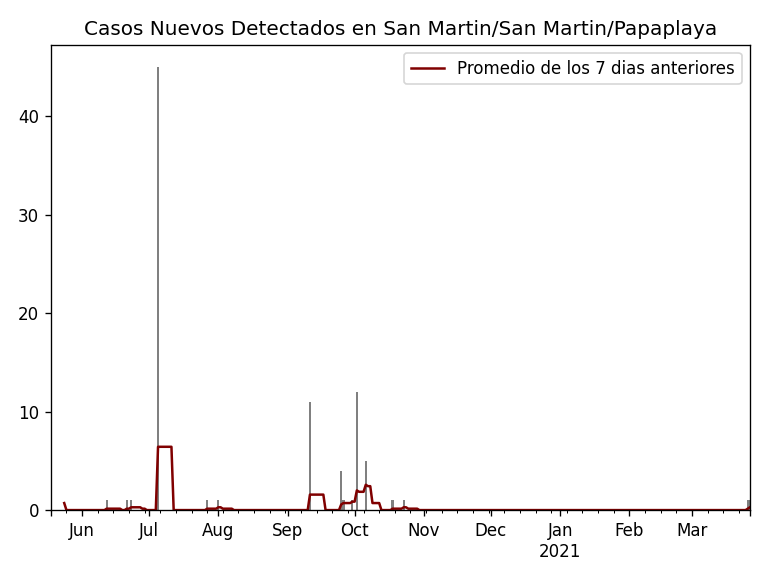 Casos Nuevos Detectados en San Martin/San Martin/Papaplaya
Promedio de los 7 dias anteriores
40
30
20
10
0
Jun Jul Aug Sep Oct Nov Dec Jan Feb Mar
2021